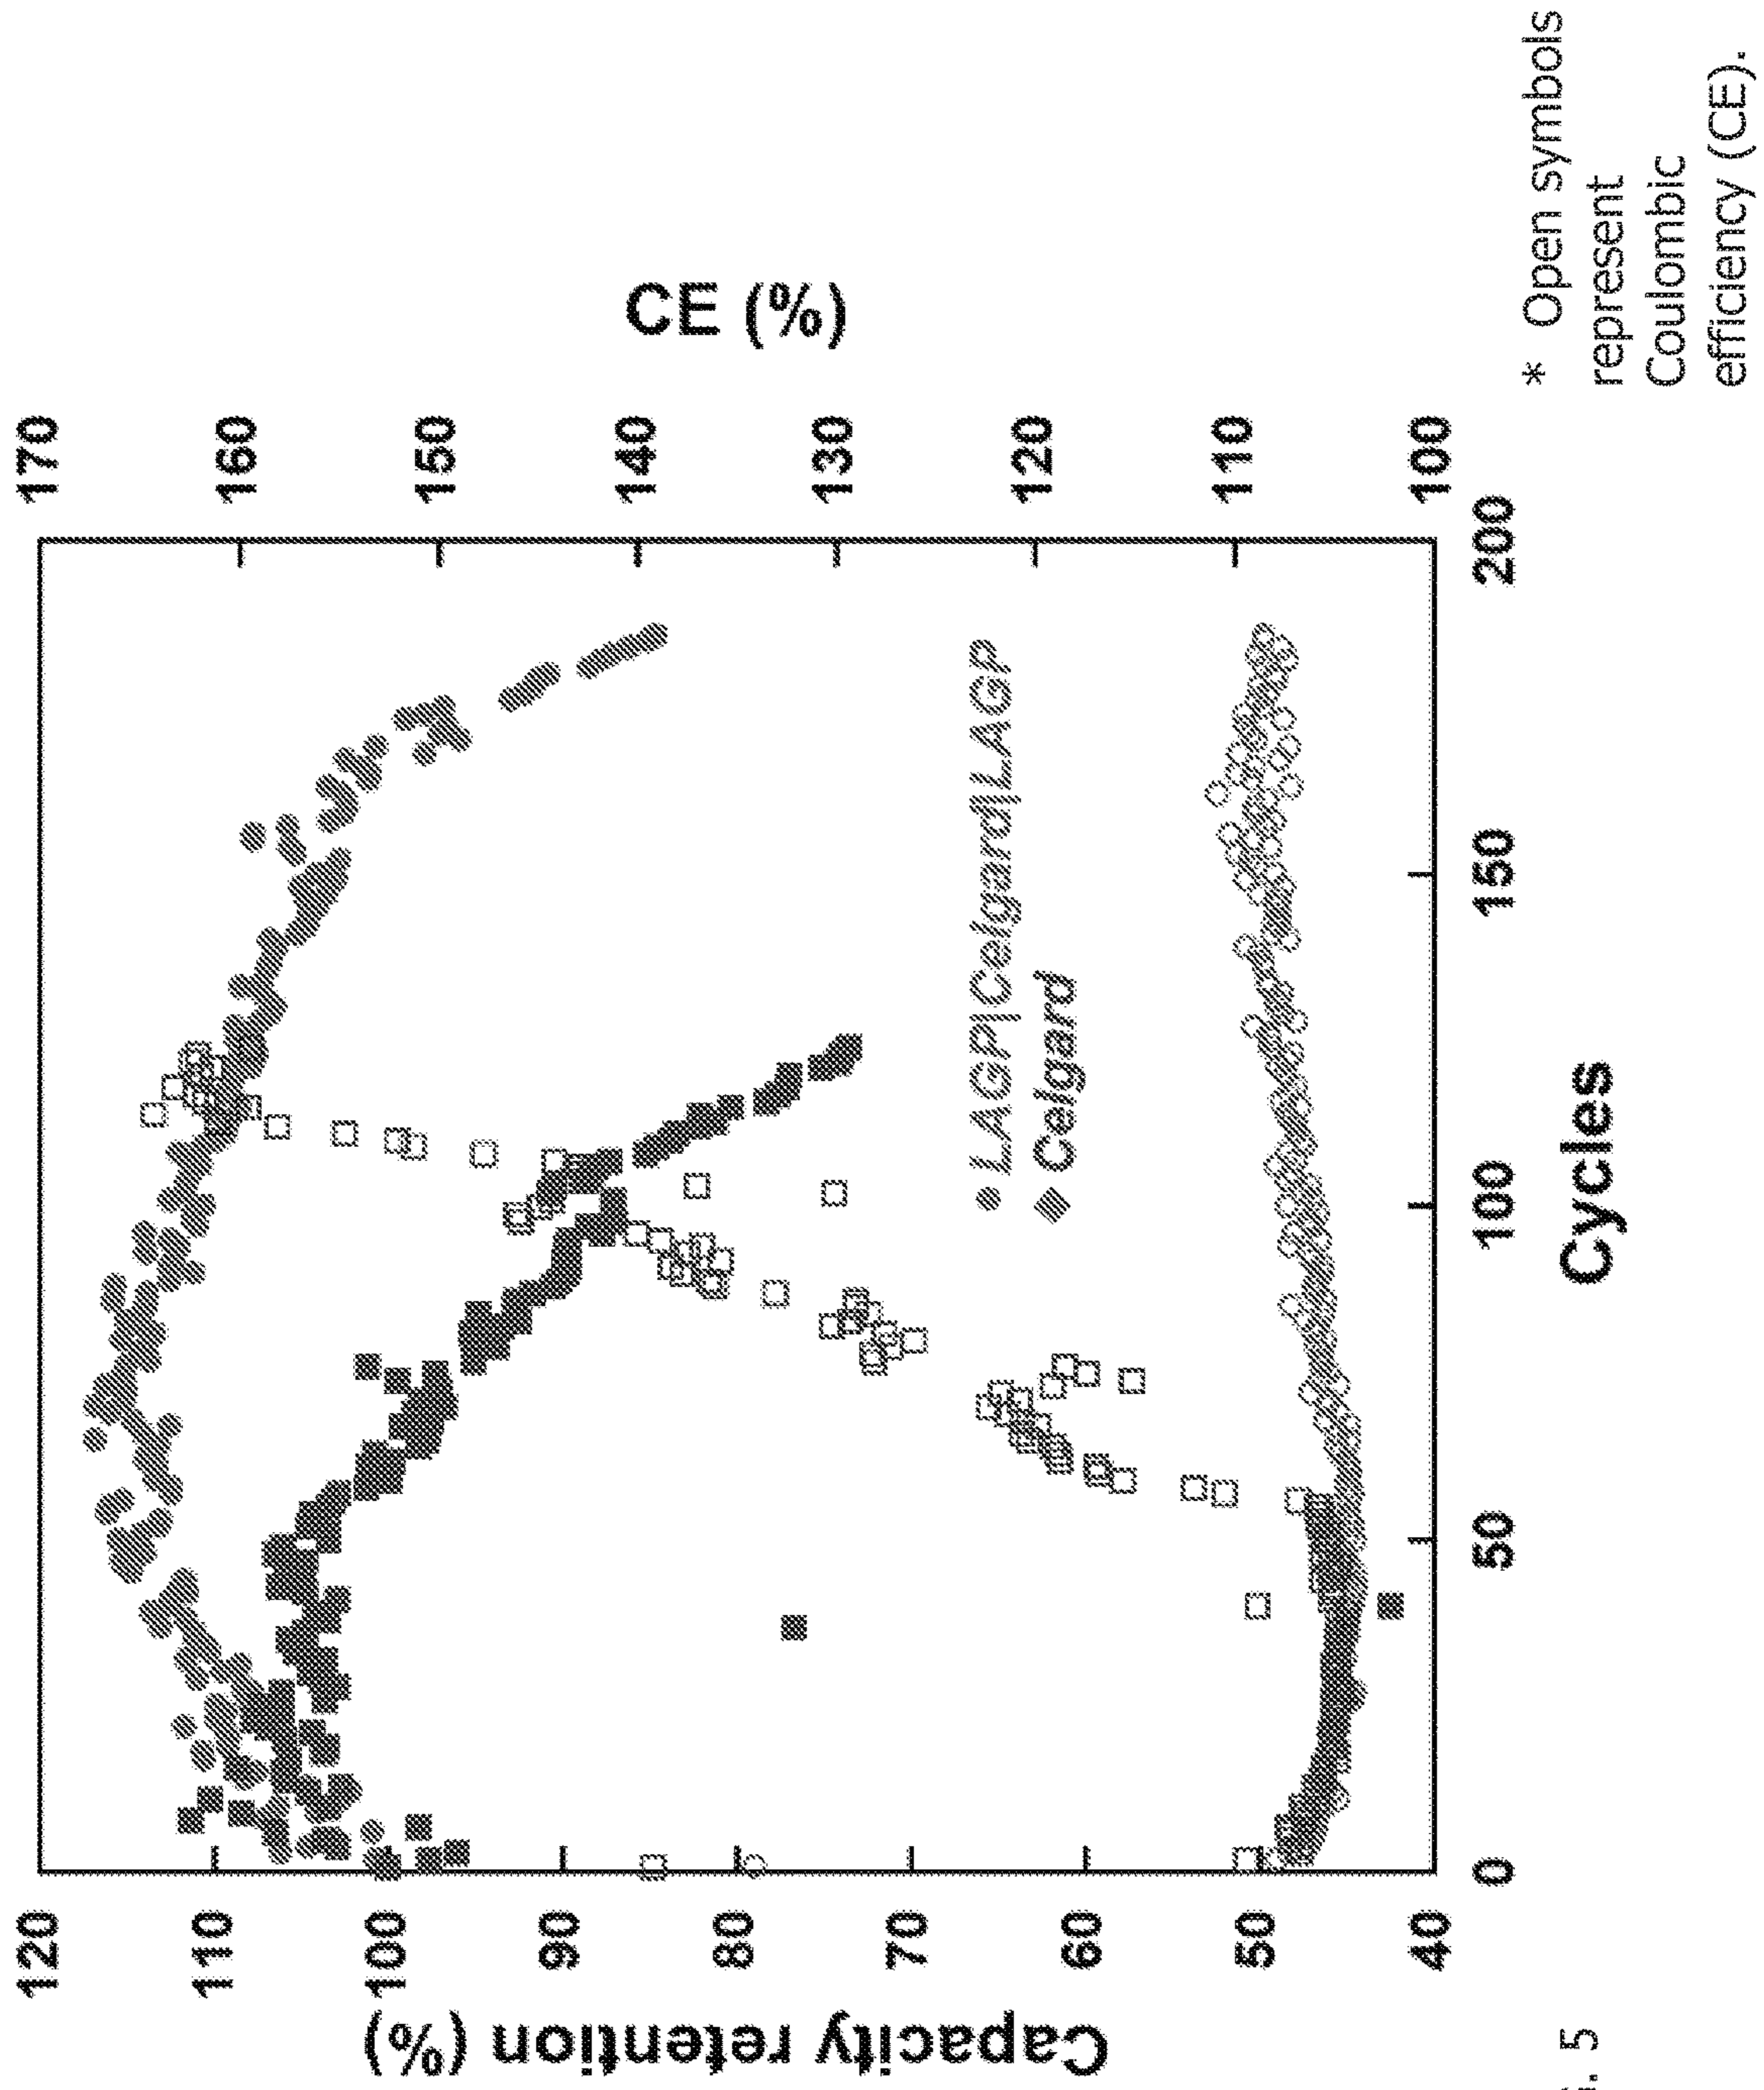 Capacity retention (%)
120
110
100
90
80
70
60
50
40
CE (%)
170
160
150
140
130
120
110
100
LAGP|Celgard|LAGP
Celgard
0
50
100
150
200
Cycles
* Open symbols
represent
Coulombic
efficiency (CE).
. 5